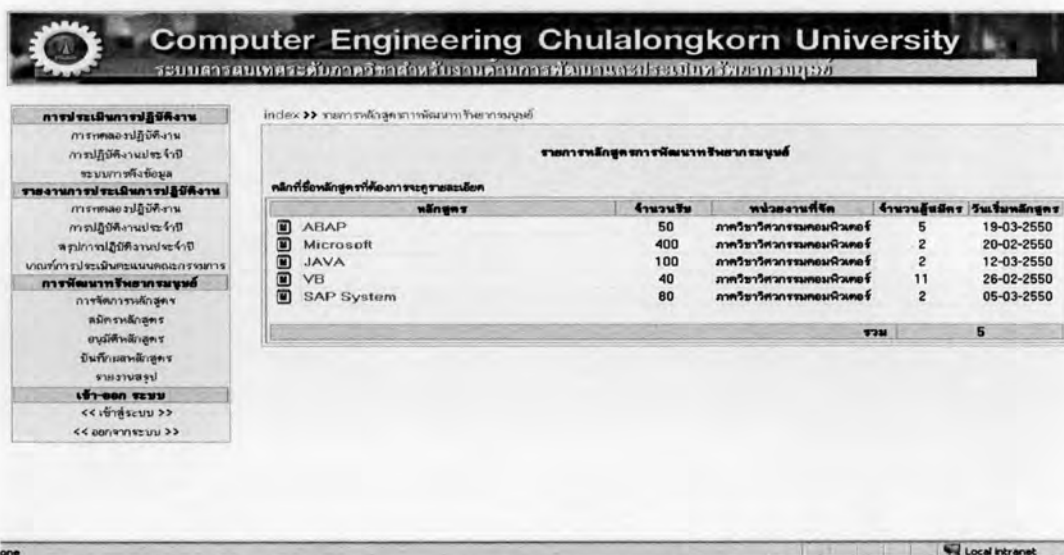 Computer Engineering Chulalongkorn University
ระบบสารสนเทศระดับภาควิชาสำหรับงานด้านการพัฒนาและประเมินทรัพยากรมนุษย์
การประเมินการปฏิบัติงาน
การทดลองปฏิบัติงาน
การปฏิบัติงานประจำปี
ระบบการดึงข้อมูล
รายงานการประเมินการปฏิบัติงาน
การทดลองปฏิบัติงาน
การปฏิบัติงานประจำปี
สรุปการปฏิบัติงานประจำปี
เกณฑ์การประเมินคะแนนคณะกรรมการ
การพัฒนาทรัพยากรมนุษย์
การจัดการหลักสูตร
สมัครหลักสูตร
อนุมัติหลักสูตร
บันทึกผลหลักสูตร
รายงานสรุป
เข้า-ออก ระบบ
<< เข้าสู่ระบบ >>
<< ออกจากระบบ >>
index >> รายการหลักสูตรการพัฒนาทรัพยากรมนุษย์
รายการหลักสูตรการพัฒนาทรัพยากรมนุษย์
คลิกที่ชื่อหลักสูตรที่ต้องการจะดูรายละเอียด
หลักสูตร จำนวนรับ หน่วยงานที่จัด จำนวนผู้สมัคร วันเริ่มหลักสูตร
ABAP 50 ภาควิชาวิศวกรรมคอมพิวเตอร์ 5 19-03-2550
Microsoft 400 ภาควิชาวิศวกรรมคอมพิวเตอร์ 2 20-02-2550
JAVA 100 ภาควิชาวิศวกรรมคอมพิวเตอร์ 2 12-03-2550
VB 40 ภาควิชาวิศวกรรมคอมพิวเตอร์ 11 26-02-2550
SAP System 80 ภาควิชาวิศวกรรมคอมพิวเตอร์ 2 05-03-2550
รวม 5
one Local intranet